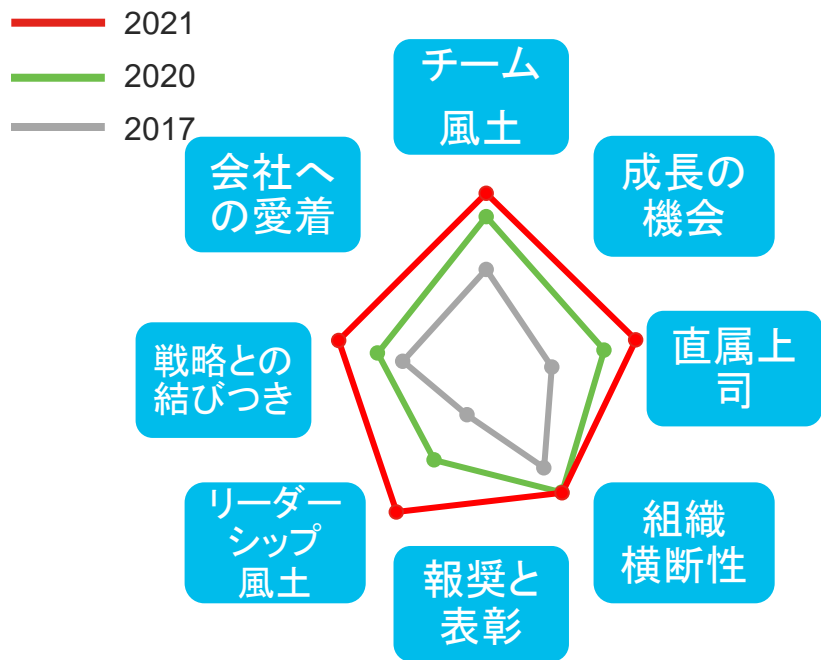 2021
2020
2017
チーム
風土
成長の
機会
直属上
司
組織
横断性
報奨と
表彰
リーダー
シップ
風土
戦略との
結びつき
会社へ
の愛着